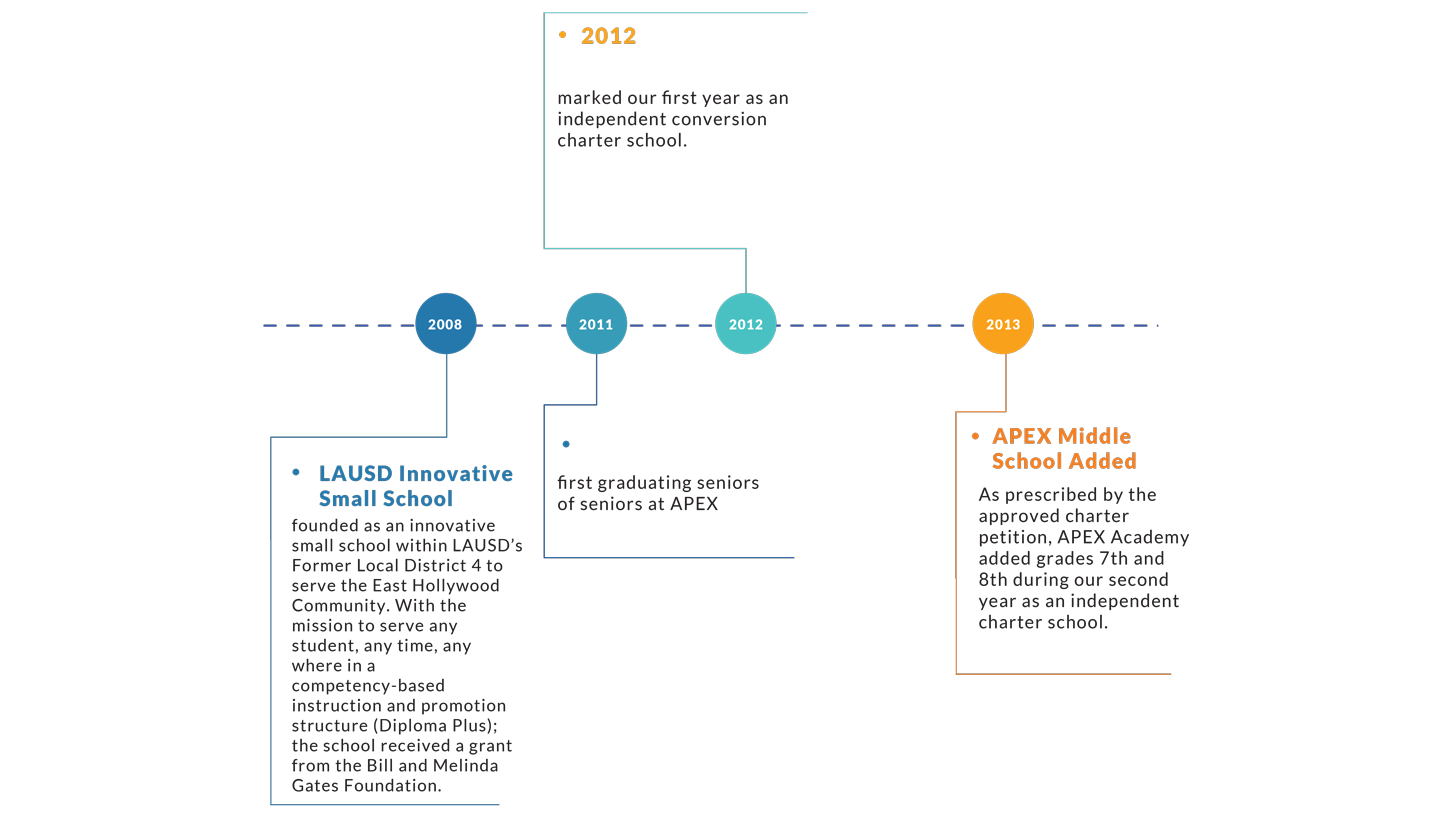 • 2012
marked our first year as an
independent conversion
charter school.
2008
2011
2012
2013
• LAUSD Innovative
Small School
founded as an innovative
small school within LAUSD’s
Former Local District 4 to
serve the East Hollywood
Community. With the
mission to serve any
student, any time, any
where in a
competency-based
instruction and promotion
structure (Diploma Plus);
the school received a grant
from the Bill and Melinda
Gates Foundation.
•
first graduating seniors
of seniors at APEX
• APEX Middle
School Added
As prescribed by the
approved charter
petition, APEX Academy
added grades 7th and
8th during our second
year as an independent
charter school.